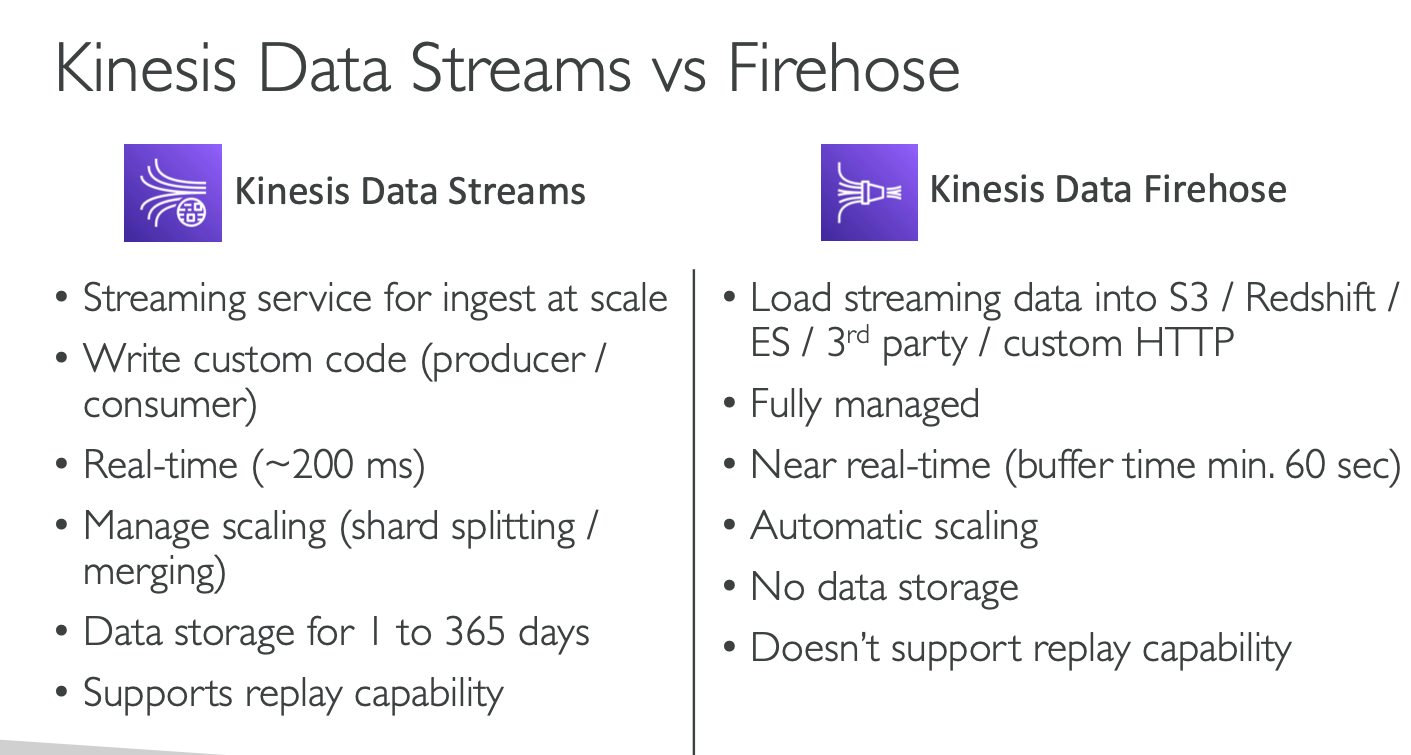 Kinesis Data Streams vs Firehose
Kinesis Data Streams
• Streaming service for ingest at scale
• Write custom code (producer /
consumer)
• Real-time (~200 ms)
• Manage scaling (shard splitting /
merging)
• Data storage for 1 to 365 days
• Supports replay capability
Kinesis Data Firehose
• Load streaming data into S3 / Redshift /
ES / 3rd party / custom HTTP
• Fully managed
• Near real-time (buffer time min. 60 sec)
• Automatic scaling
• No data storage
• Doesn’t support replay capability